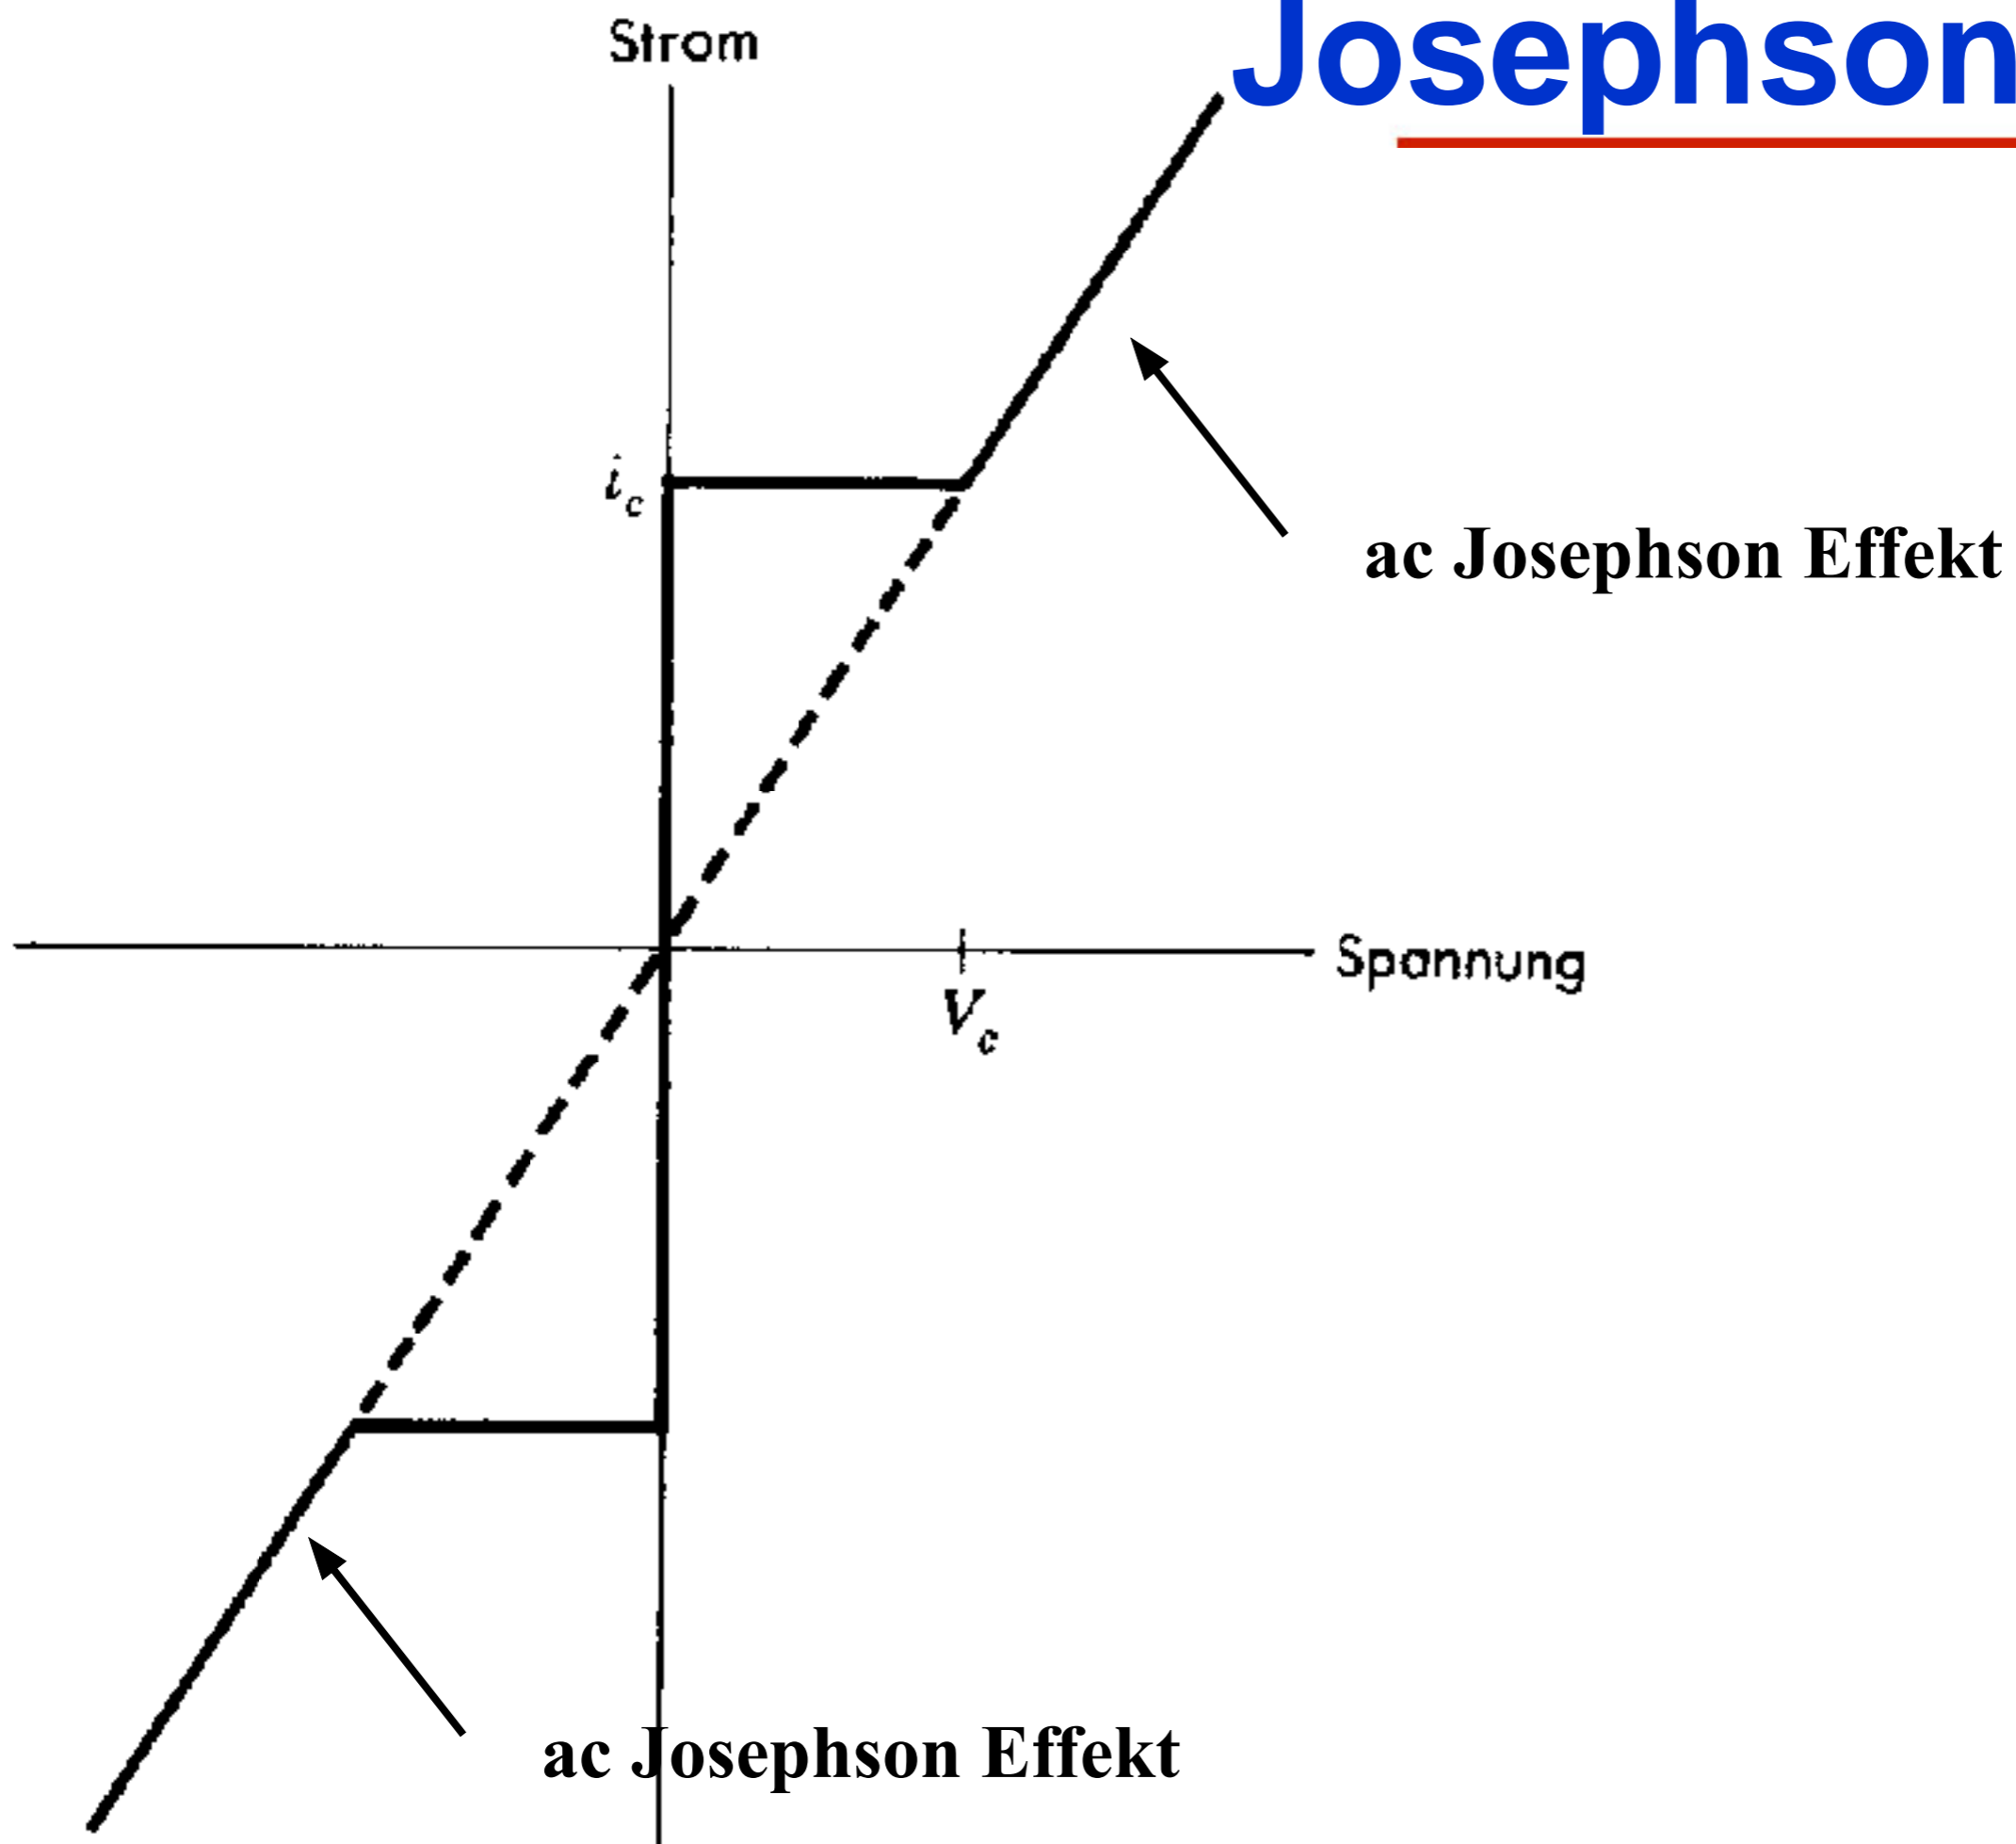 Strom
Josephson
i_c
ac Josephson Effekt
Spannung
V_c
ac Josephson Effekt